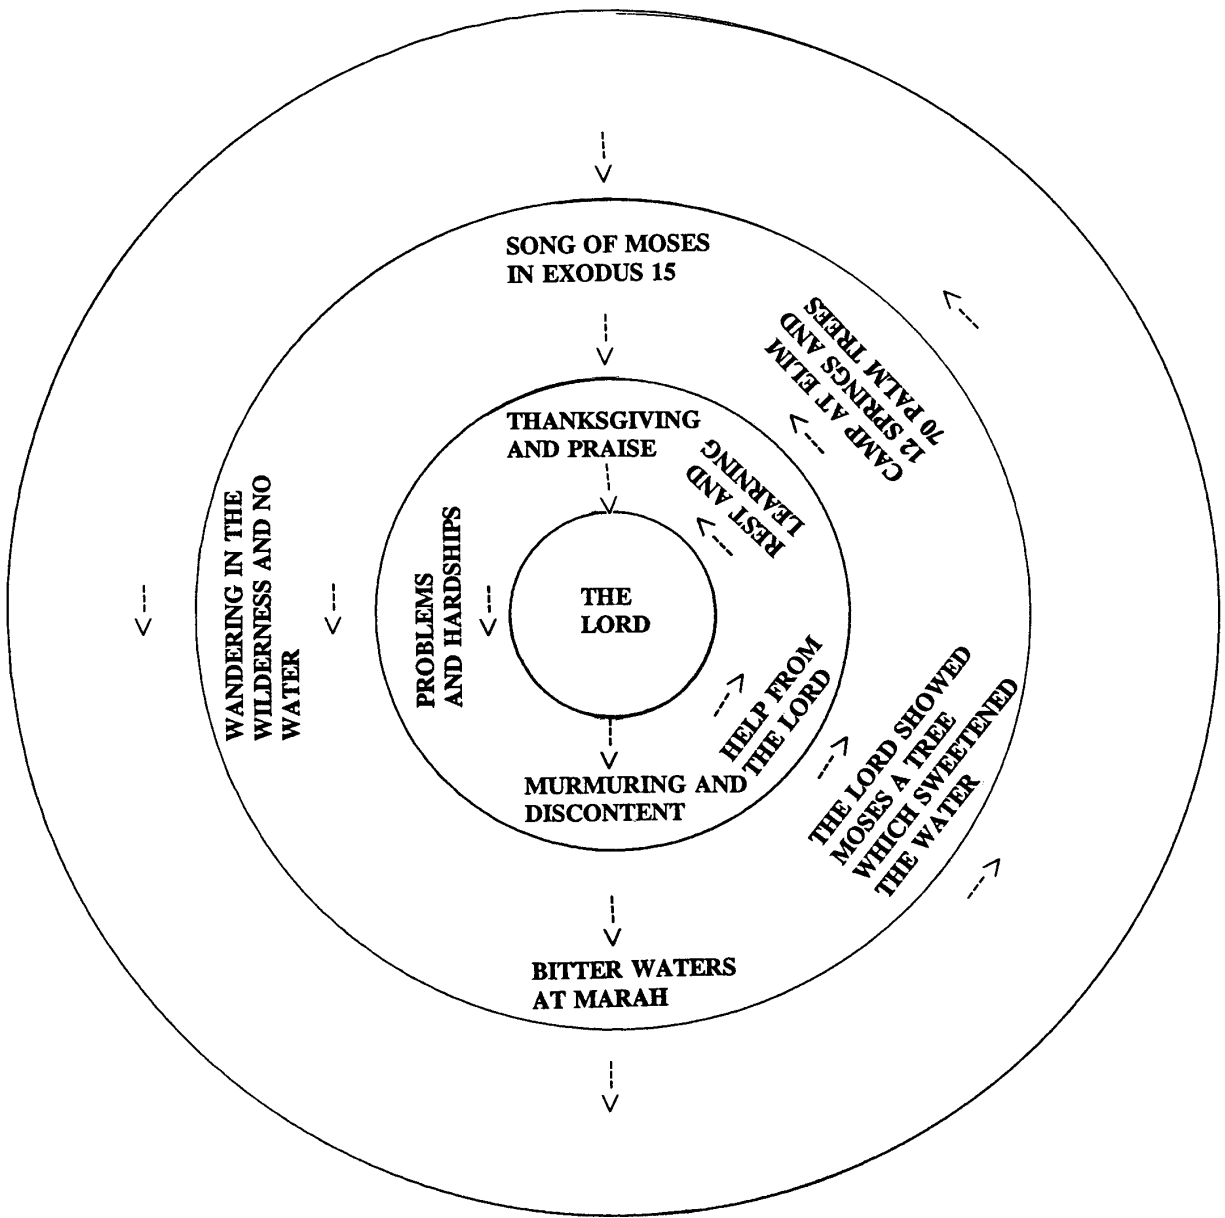 SONG OF MOSES
IN EXODUS 15
CAMP AT ELIM
12 SPRINGS AND
70 PALM TREES
THANKSGIVING
AND PRAISE
REST AND
LEARNING
WANDERING IN THE
WILDERNESS AND NO
WATER
PROBLEMS
AND HARDSHIPS
THE
LORD
HELP FROM
THE LORD
THE LORD SHOWED
MOSES A TREE
WHICH SWEETENED
THE WATER
MURMURING AND
DISCONTENT
BITTER WATERS
AT MARAH